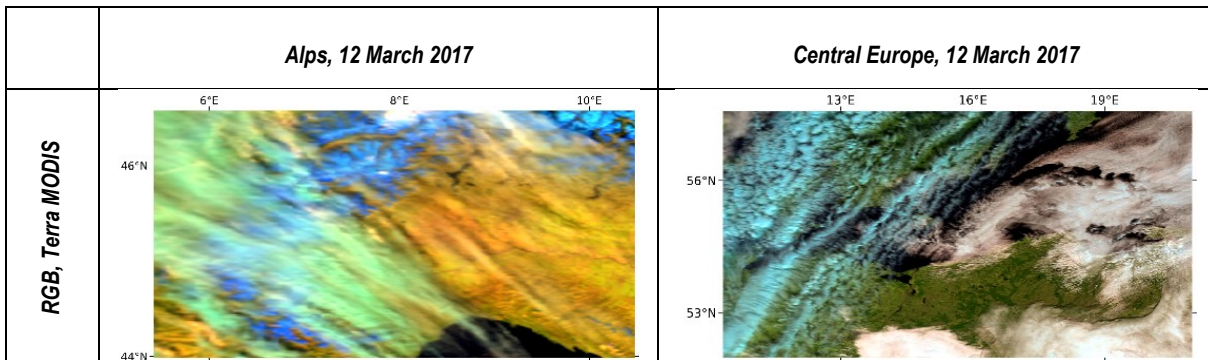 Alps, 12 March 2017
Central Europe, 12 March 2017
RGB, Terra MODIS
6°E 8°E 10°E
46°N
44°N
13°E 16°E 19°E
56°N
53°N